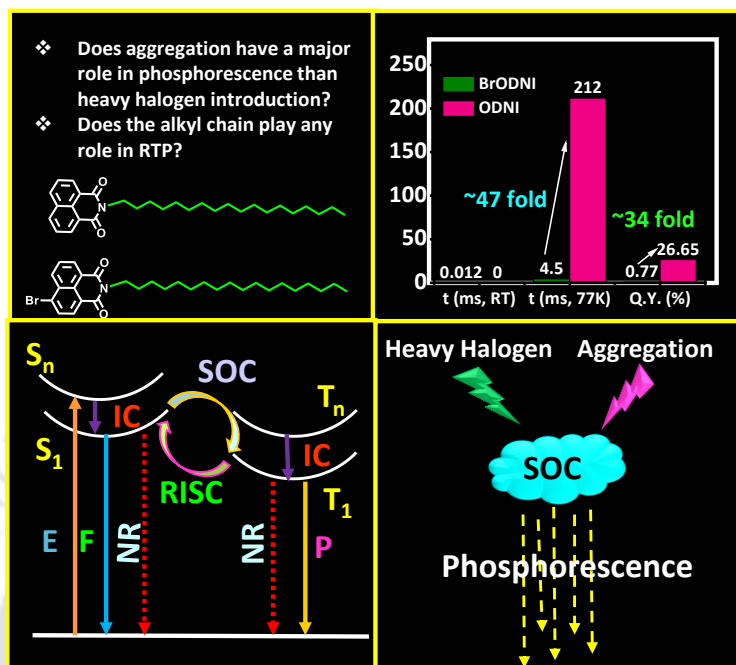 ❖ Does aggregation have a major
role in phosphorescence than
heavy halogen introduction?
❖ Does the alkyl chain play any
role in RTP?
O
N
O
O
Br
N
O
250
200
150
100
50
0
BrODNI
ODNI
212
~47 fold
~34 fold
26.65
0.012
0
4.5
0.77
t (ms, RT)
t (ms, 77K)
Q.Y. (%)
Sn
SOC
Tn
IC
IC
S1
RISC
T1
E
F
NR
NR
P
Heavy Halogen
Aggregation
SOC
Phosphorescence